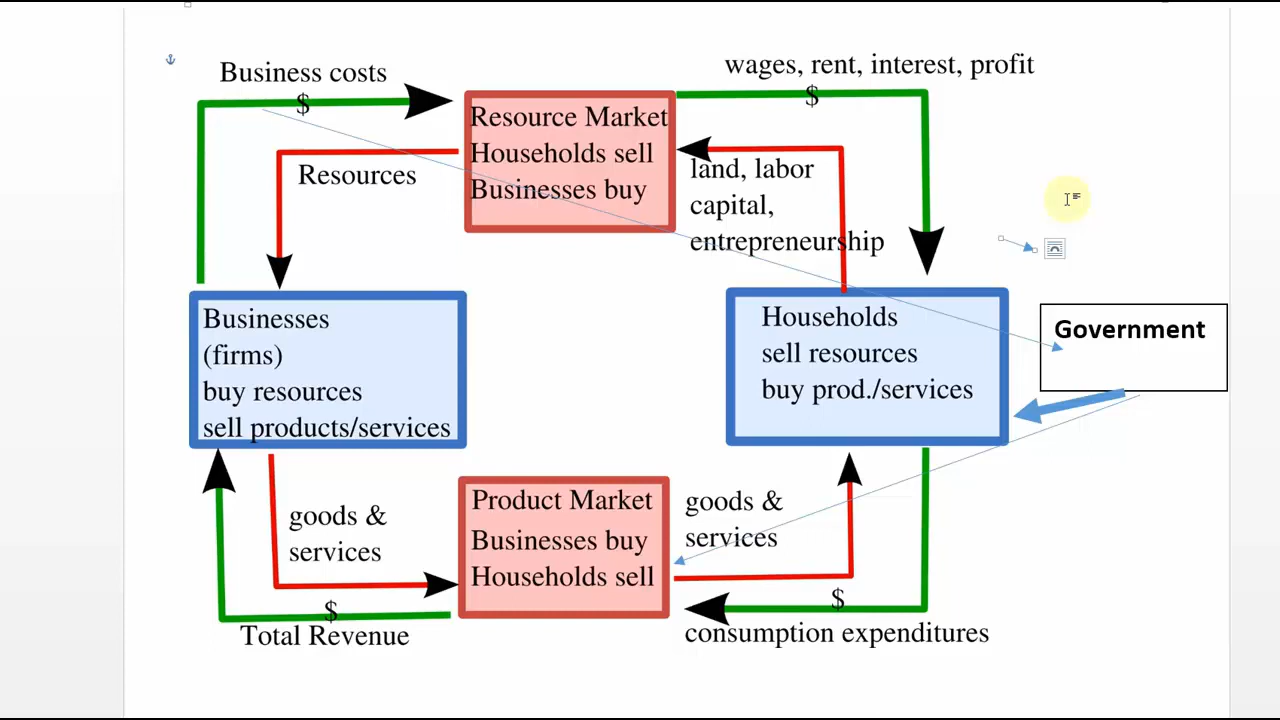 Business costs
$
wages, rent, interest, profit
$
Resource Market
Households sell
Businesses buy
Resources
land, labor
capital,
entrepreneurship
Businesses
(firms)
buy resources
sell products/services
Households
sell resources
buy prod./services
Government
goods &
services
Product Market
Businesses buy
Households sell
goods &
services
$
Total Revenue
$
consumption expenditures